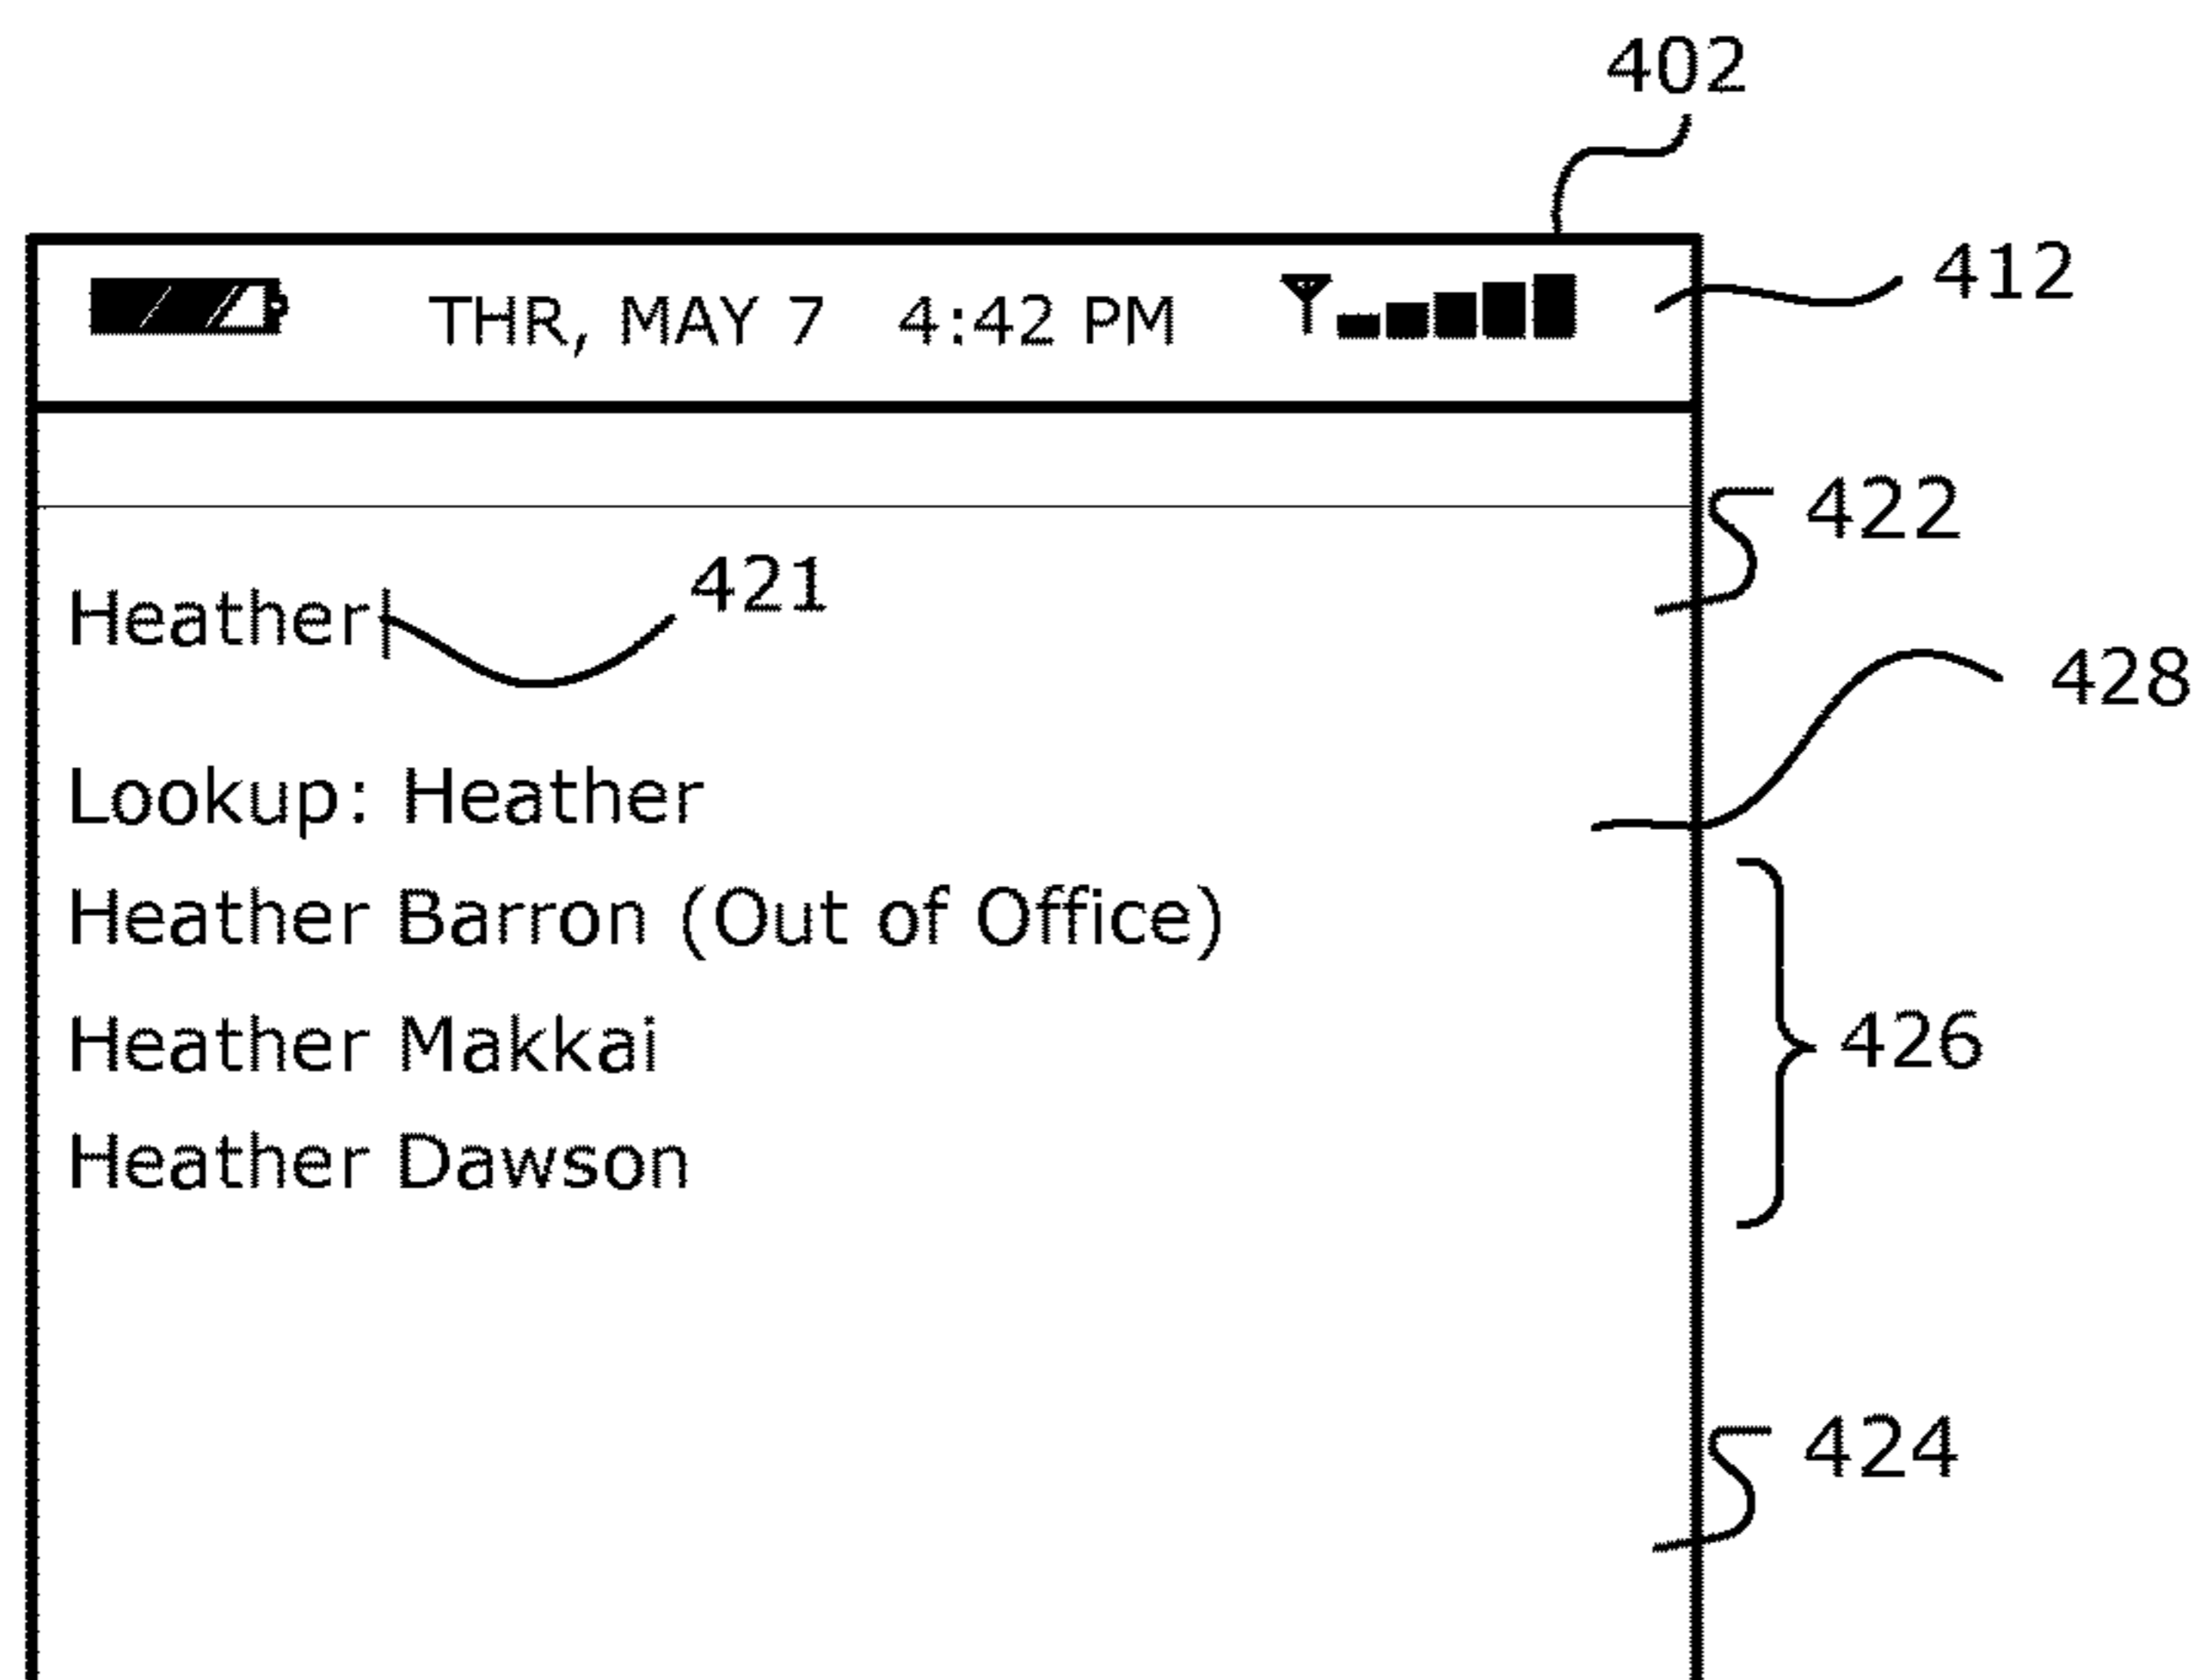 402
THR, MAY 7 4:42 PM
412
422
Heather
421
428
Lookup: Heather
Heather Barron (Out of Office)
Heather Makkai
426
Heather Dawson
424